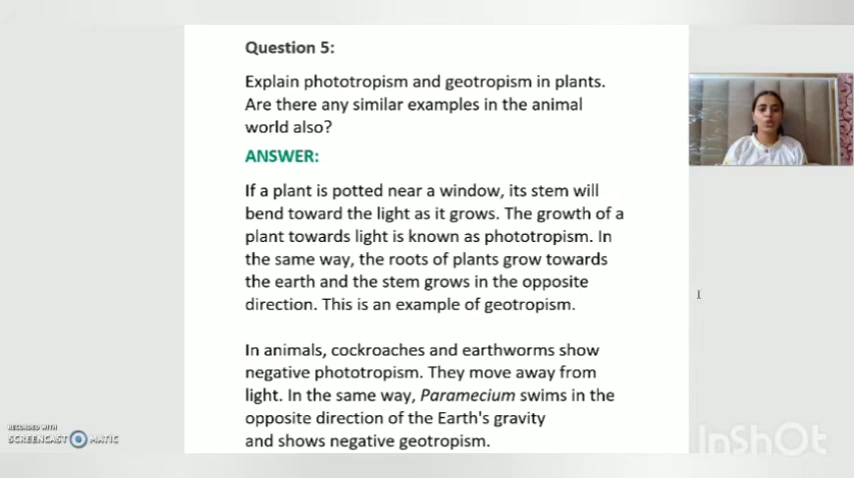 Question 5:
Explain phototropism and geotropism in plants.
Are there any similar examples in the animal
world also?
ANSWER:
If a plant is potted near a window, its stem will
bend toward the light as it grows. The growth of a
plant towards light is known as phototropism. In
the same way, the roots of plants grow towards
the earth and the stem grows in the opposite
direction. This is an example of geotropism.
In animals, cockroaches and earthworms show
negative phototropism. They move away from
light. In the same way, Paramecium swims in the
opposite direction of the Earth's gravity
and shows negative geotropism.
RECORDED WITH
SCREENCAST MATIC
InShOt